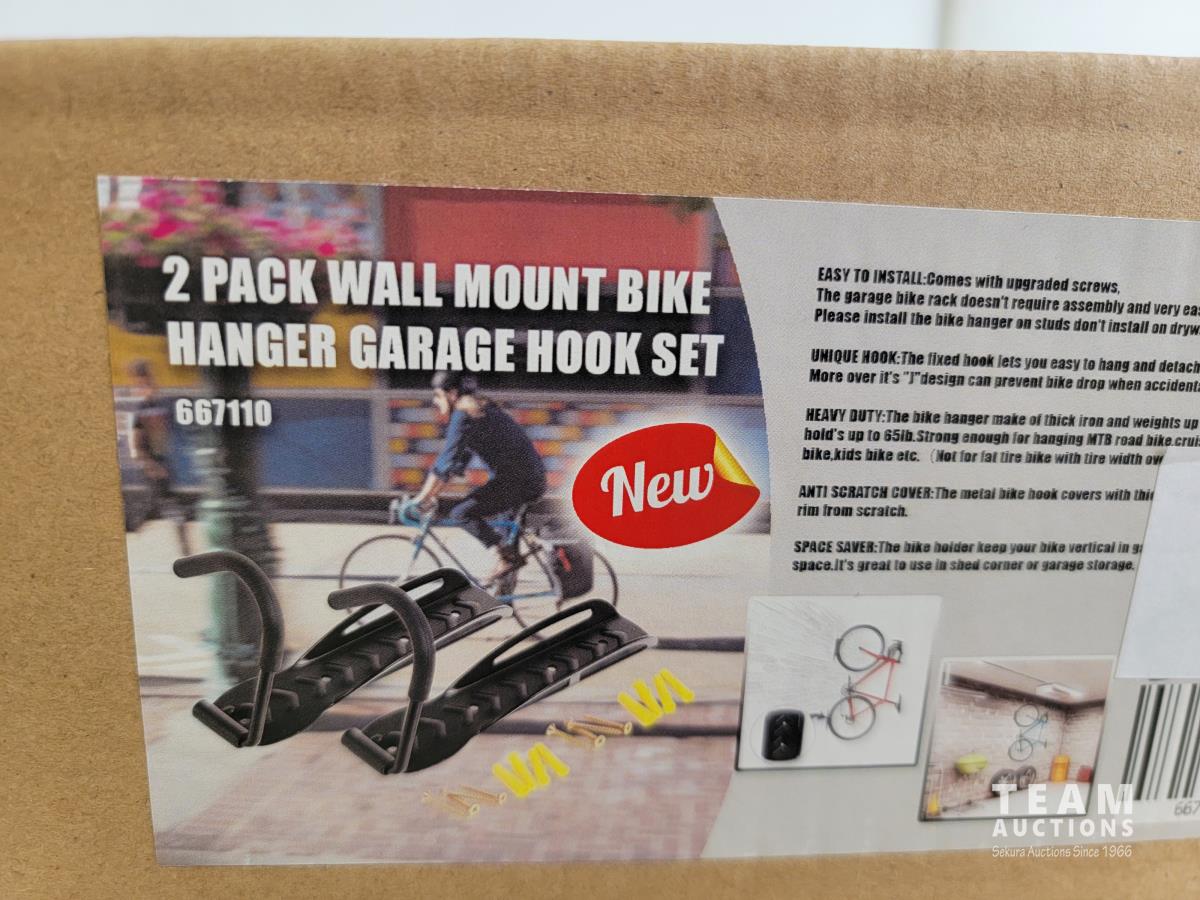 2 PACK WALL MOUNT BIKE
HANGER GARAGE HOOK SET
667110
New
EASY TO INSTALL:Comes with upgraded screws,
The garage bike rack doesn't require assembly and very
Please install the bike hanger on studs don't install on
UNIQUE HOOK:The fixed hook lets you easy to hang and detach
More over it's "J"design can prevent bike drop when
HEAVY DUTY:The bike hanger make of thick iron and weights up
hold's up to 65lb.Strong enough for hanging MTB road bike.
bike,kids bike etc. (Not for fat tire bike with tire width
ANTI SCRATCH COVER:The metal bike hook covers with
rim from scratch.
SPACE SAVER:The bike holder keep your bike vertical in
space.It's great to use in shed corner or garage storage.
667
TEAM
AUCTIONS
Sekura Auctions Since 1966